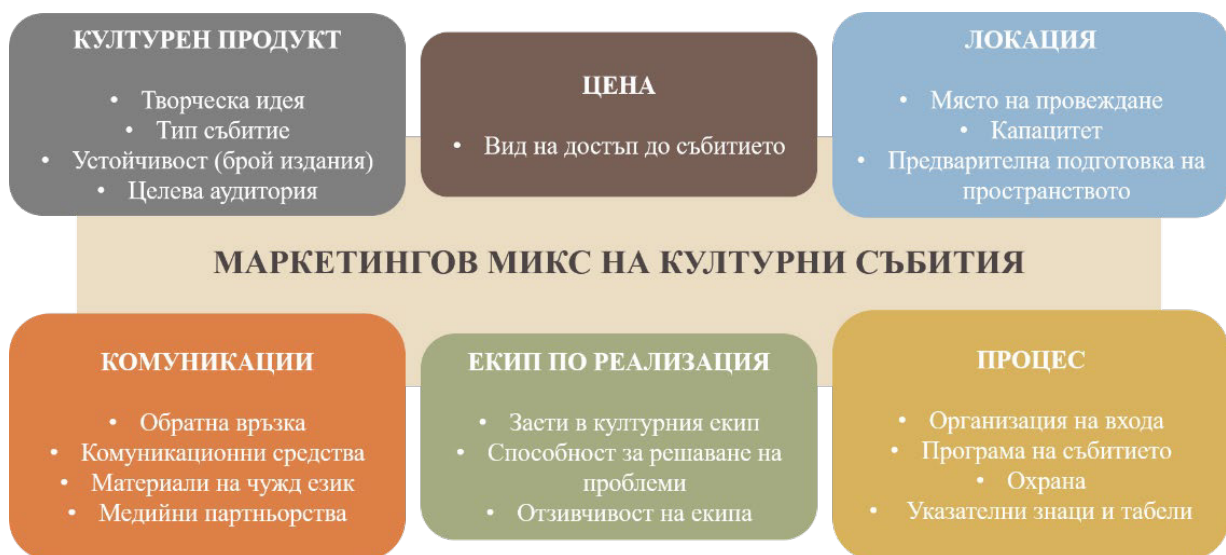 КУЛТУРЕН ПРОДУКТ
• Творческа идея
• Тип събитие
• Устойчивост (брой издания)
• Целева аудитория
ЦЕНА
• Вид на достъп до събитието
ЛОКАЦИЯ
• Място на провеждане
• Капацитет
• Предварителна подготовка на
пространството
МАРКЕТИНГОВ МИКС НА КУЛТУРНИ СЪБИТИЯ
КОМУНИКАЦИИ
• Обратна връзка
• Комуникационни средства
• Материали на чужд език
• Медийни партньорства
ЕКИП ПО РЕАЛИЗАЦИЯ
• Заети в културния екип
• Способност за решаване на
проблеми
• Отзивчивост на екипа
ПРОЦЕС
• Организация на входа
• Програма на събитието
• Охрана
• Указателни знаци и табели